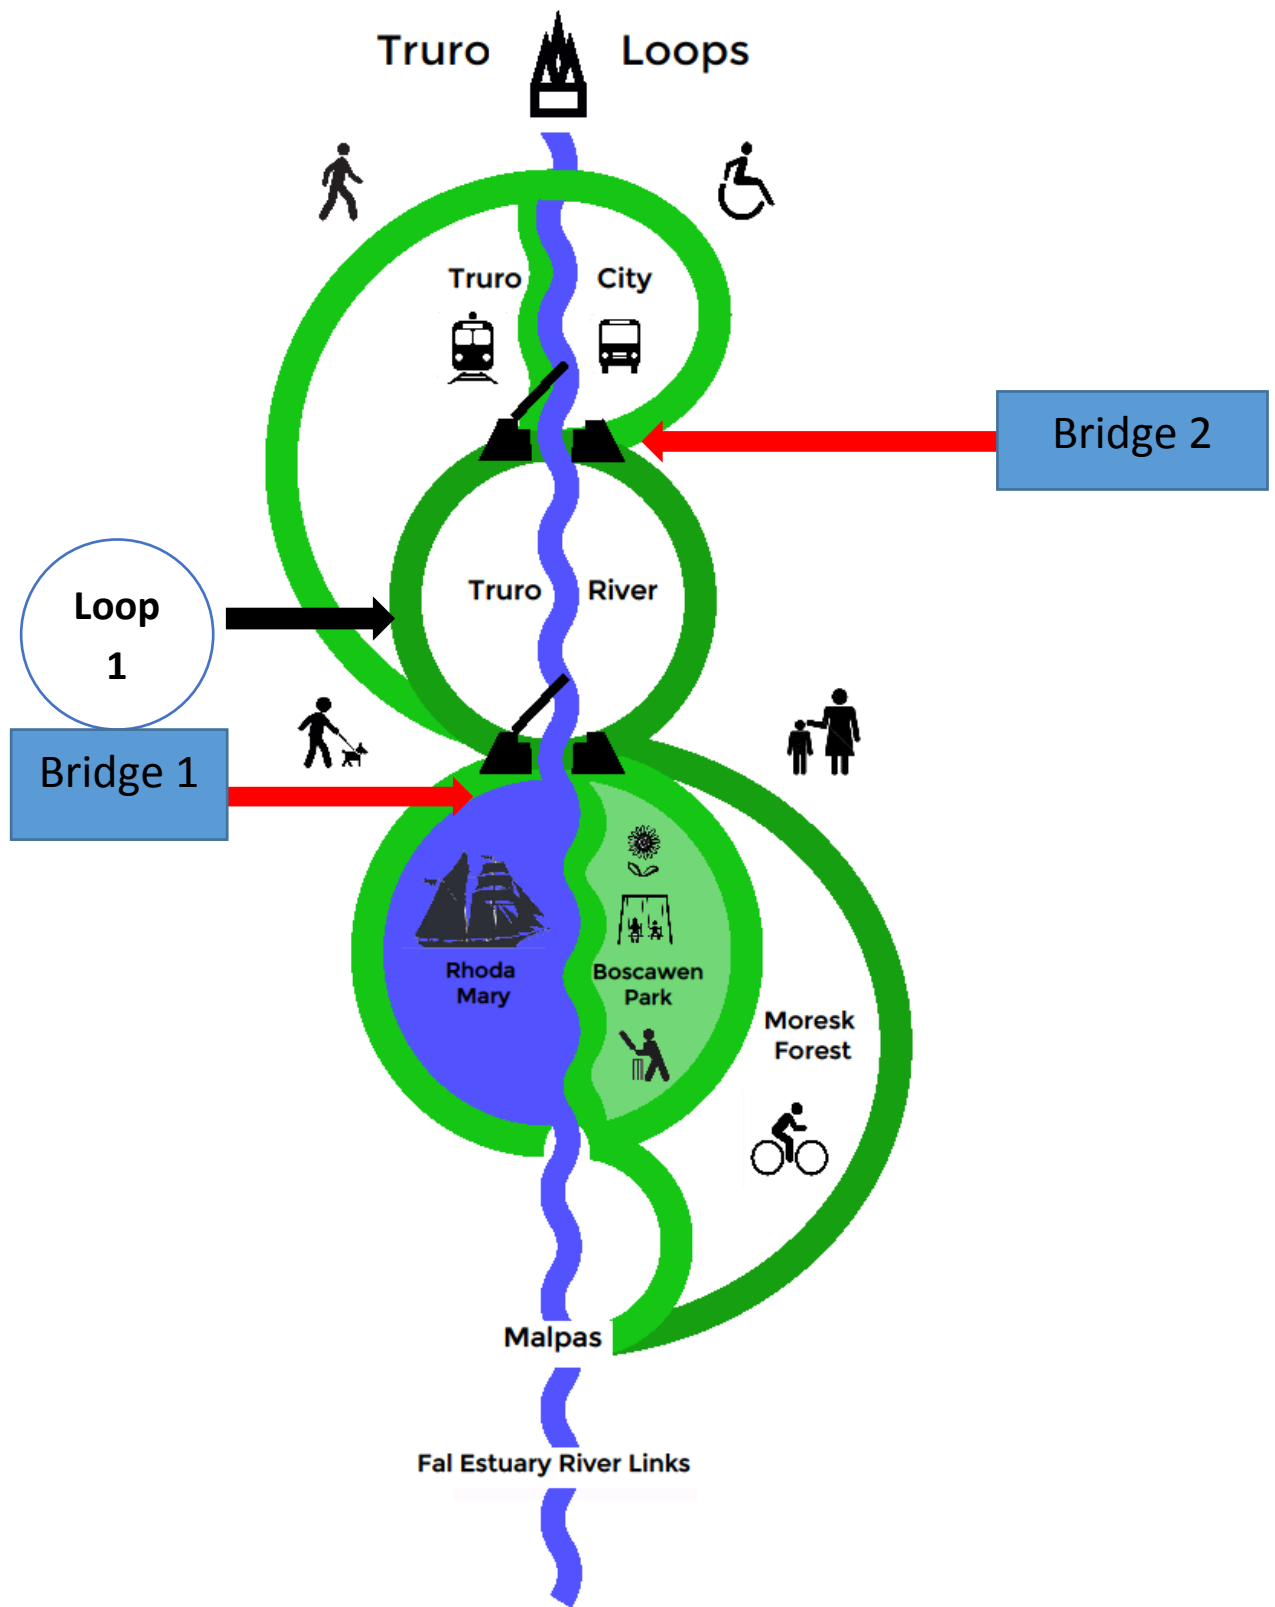 Truro Loops
Truro City
Bridge 2
Truro River
Loop
1
Bridge 1
Rhoda
Mary
Boscawen
Park
Moresk
Forest
Malpas
Fal Estuary River Links